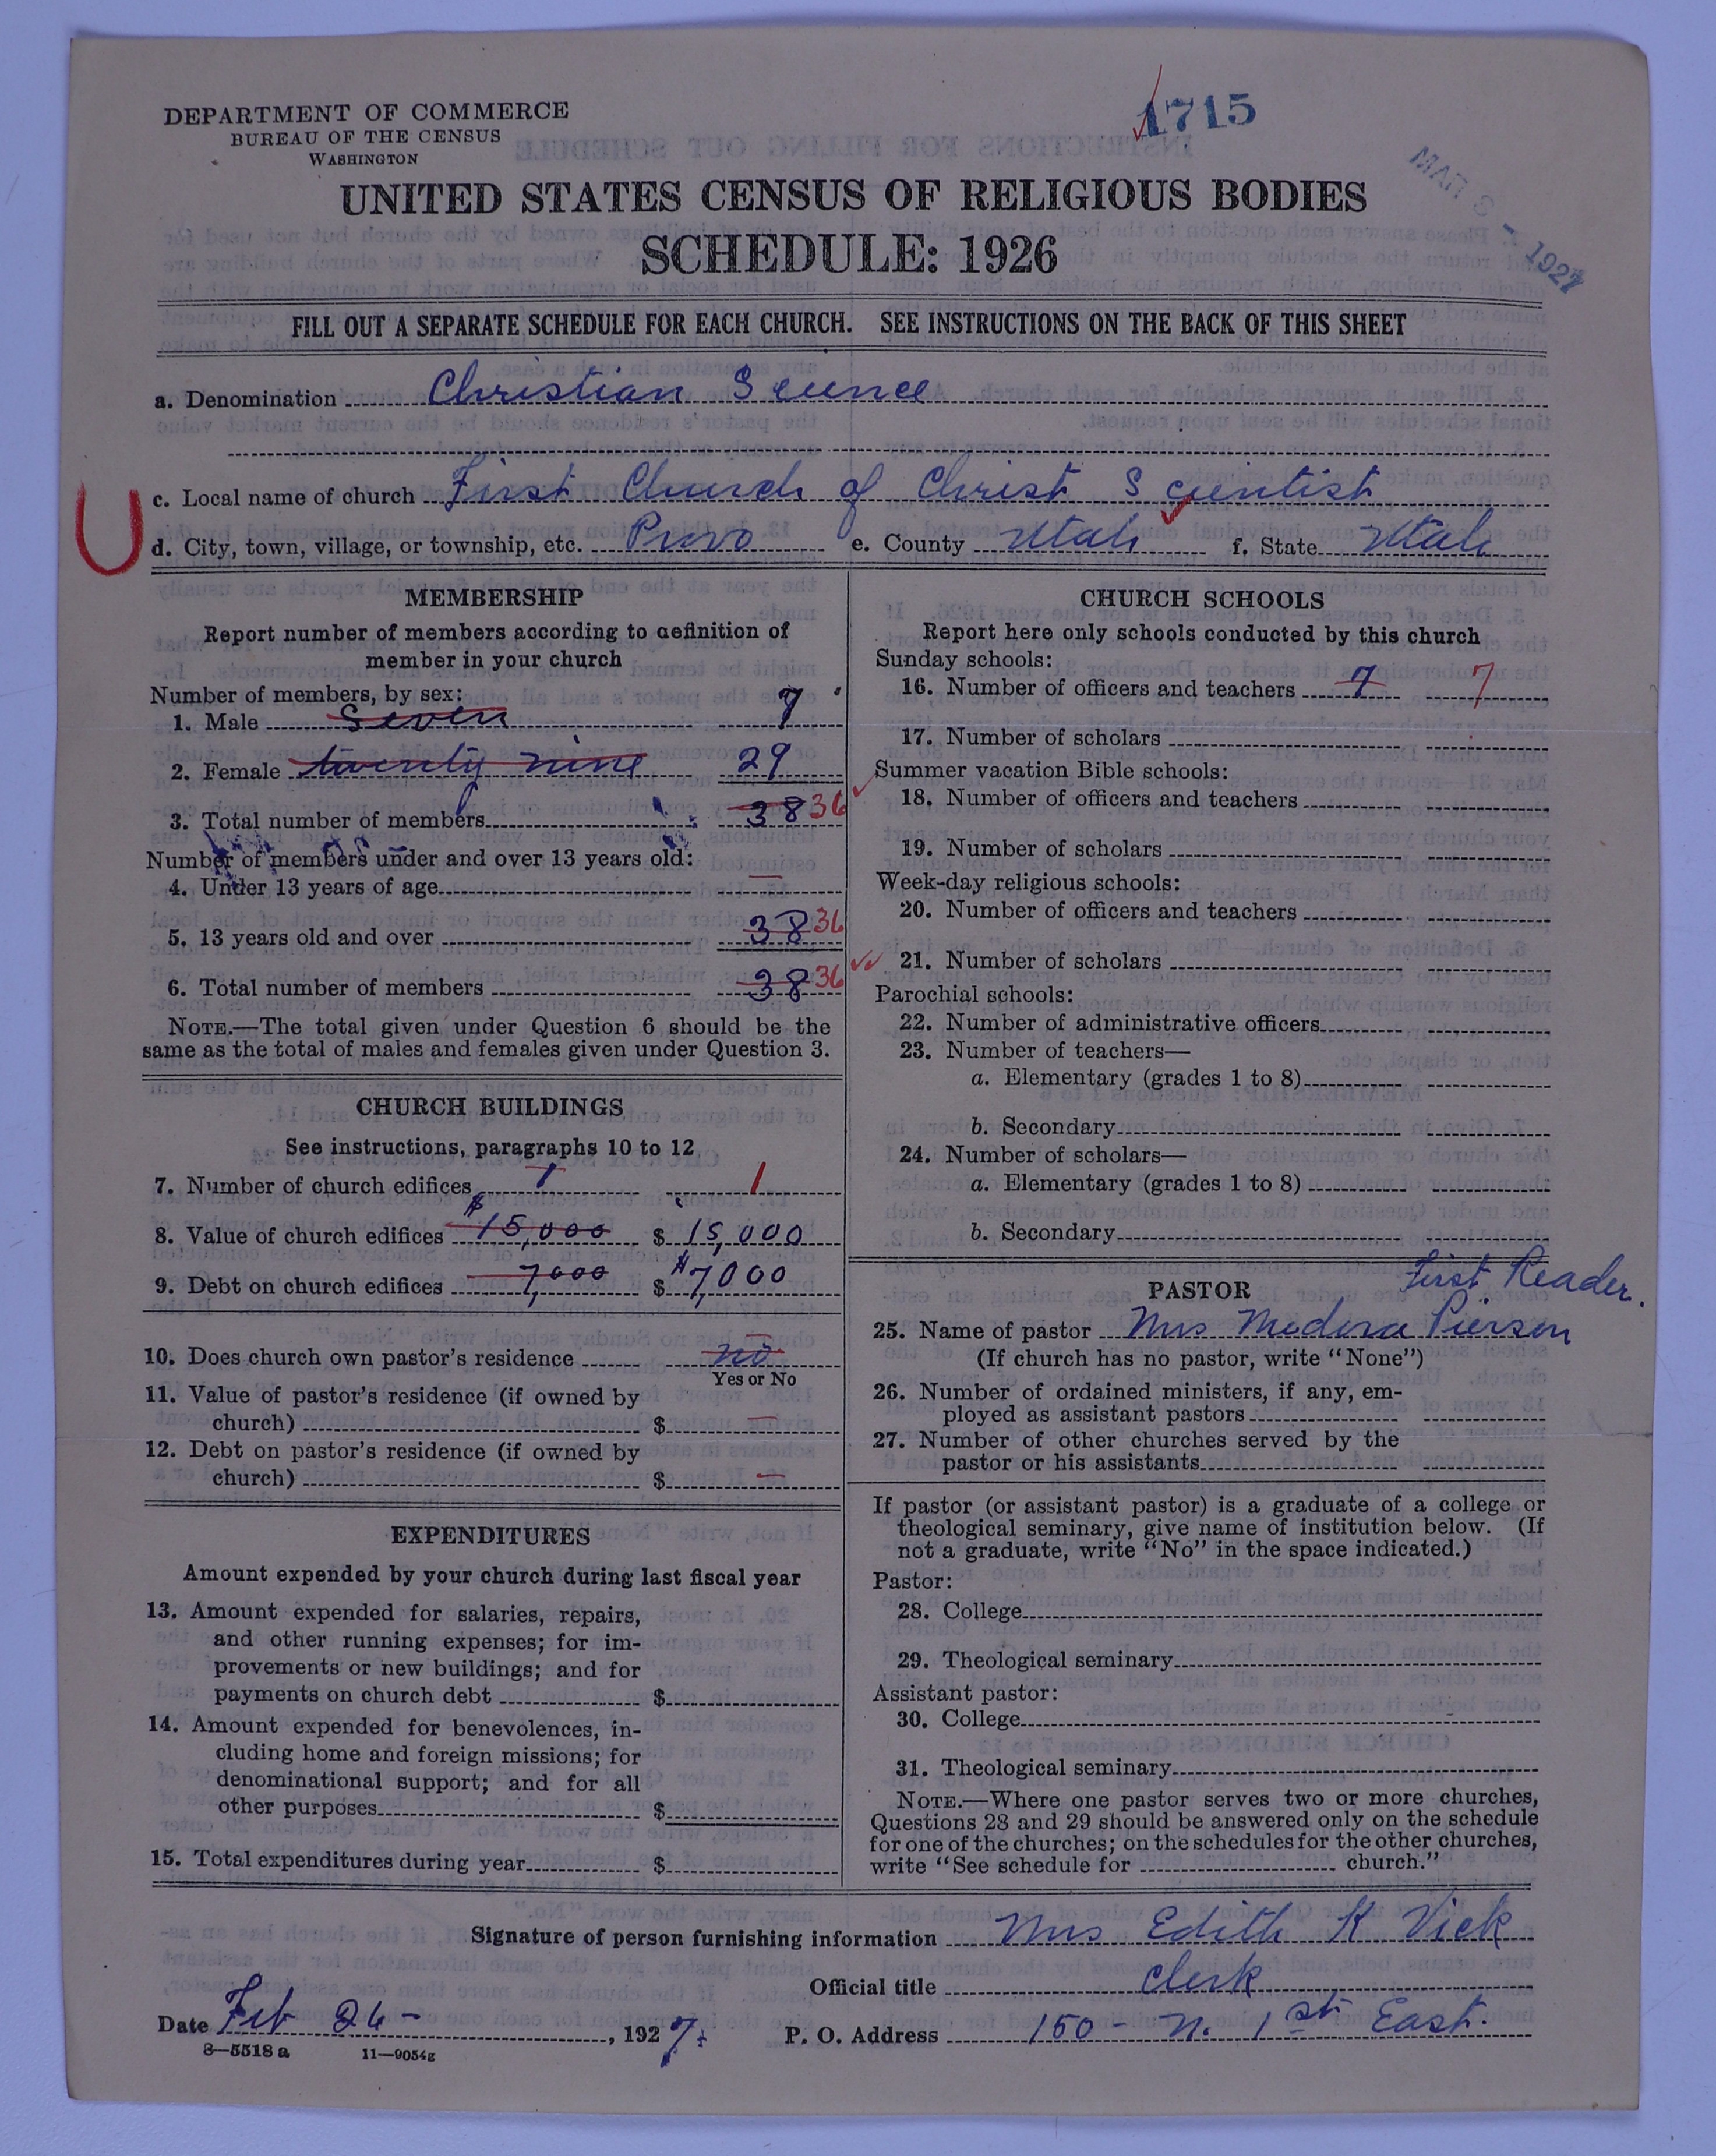 DEPARTMENT OF COMMERCE
BUREAU OF THE CENSUS
WASHINGTON
1715
MAR 8 - 1927
UNITED STATES CENSUS OF RELIGIOUS BODIES
SCHEDULE: 1926
FILL OUT A SEPARATE SCHEDULE FOR EACH CHURCH. SEE INSTRUCTIONS ON THE BACK OF THIS SHEET
a. Denomination Christian Science
c. Local name of church First Church of Christ Scientist
U
d. City, town, village, or township, etc. Provo e. County Utah f. State Utah
MEMBERSHIP
Report number of members according to definition of
member in your church
Number of members, by sex:
1. Male Seven 7
2. Female twenty nine 29
3. Total number of members 38 36
Number of members under and over 13 years old:
4. Under 13 years of age —
5. 13 years old and over 38 36
6. Total number of members 38 36
NOTE.—The total given under Question 6 should be the
same as the total of males and females given under Question 3.
CHURCH BUILDINGS
See instructions, paragraphs 10 to 12
7. Number of church edifices 1 1
8. Value of church edifices $15,000 $ 15,000
9. Debt on church edifices 7,000 $ $7,000
10. Does church own pastor's residence no —
Yes or No
11. Value of pastor's residence (if owned by
church) $ —
12. Debt on pastor's residence (if owned by
church) $ —
EXPENDITURES
Amount expended by your church during last fiscal year
13. Amount expended for salaries, repairs,
and other running expenses; for im-
provements or new buildings; and for
payments on church debt $
14. Amount expended for benevolences, in-
cluding home and foreign missions; for
denominational support; and for all
other purposes $
15. Total expenditures during year $
CHURCH SCHOOLS
Report here only schools conducted by this church
Sunday schools:
16. Number of officers and teachers 7 7
17. Number of scholars
Summer vacation Bible schools:
18. Number of officers and teachers
19. Number of scholars
Week-day religious schools:
20. Number of officers and teachers
21. Number of scholars
Parochial schools:
22. Number of administrative officers
23. Number of teachers—
a. Elementary (grades 1 to 8)
b. Secondary
24. Number of scholars—
a. Elementary (grades 1 to 8)
b. Secondary
PASTOR First Reader.
25. Name of pastor Mrs Medora Pierson
(If church has no pastor, write "None")
26. Number of ordained ministers, if any, em-
ployed as assistant pastors
27. Number of other churches served by the
pastor or his assistants
If pastor (or assistant pastor) is a graduate of a college or
theological seminary, give name of institution below. (If
not a graduate, write "No" in the space indicated.)
Pastor:
28. College
29. Theological seminary
Assistant pastor:
30. College
31. Theological seminary
NOTE.—Where one pastor serves two or more churches,
Questions 28 and 29 should be answered only on the schedule
for one of the churches; on the schedules for the other churches,
write "See schedule for church."
Signature of person furnishing information Mrs Edith K Vick
Official title Clerk
Date Feb 26 - , 1927. P. O. Address 150 - N. 1st East.
8—5518 a 11—9054g